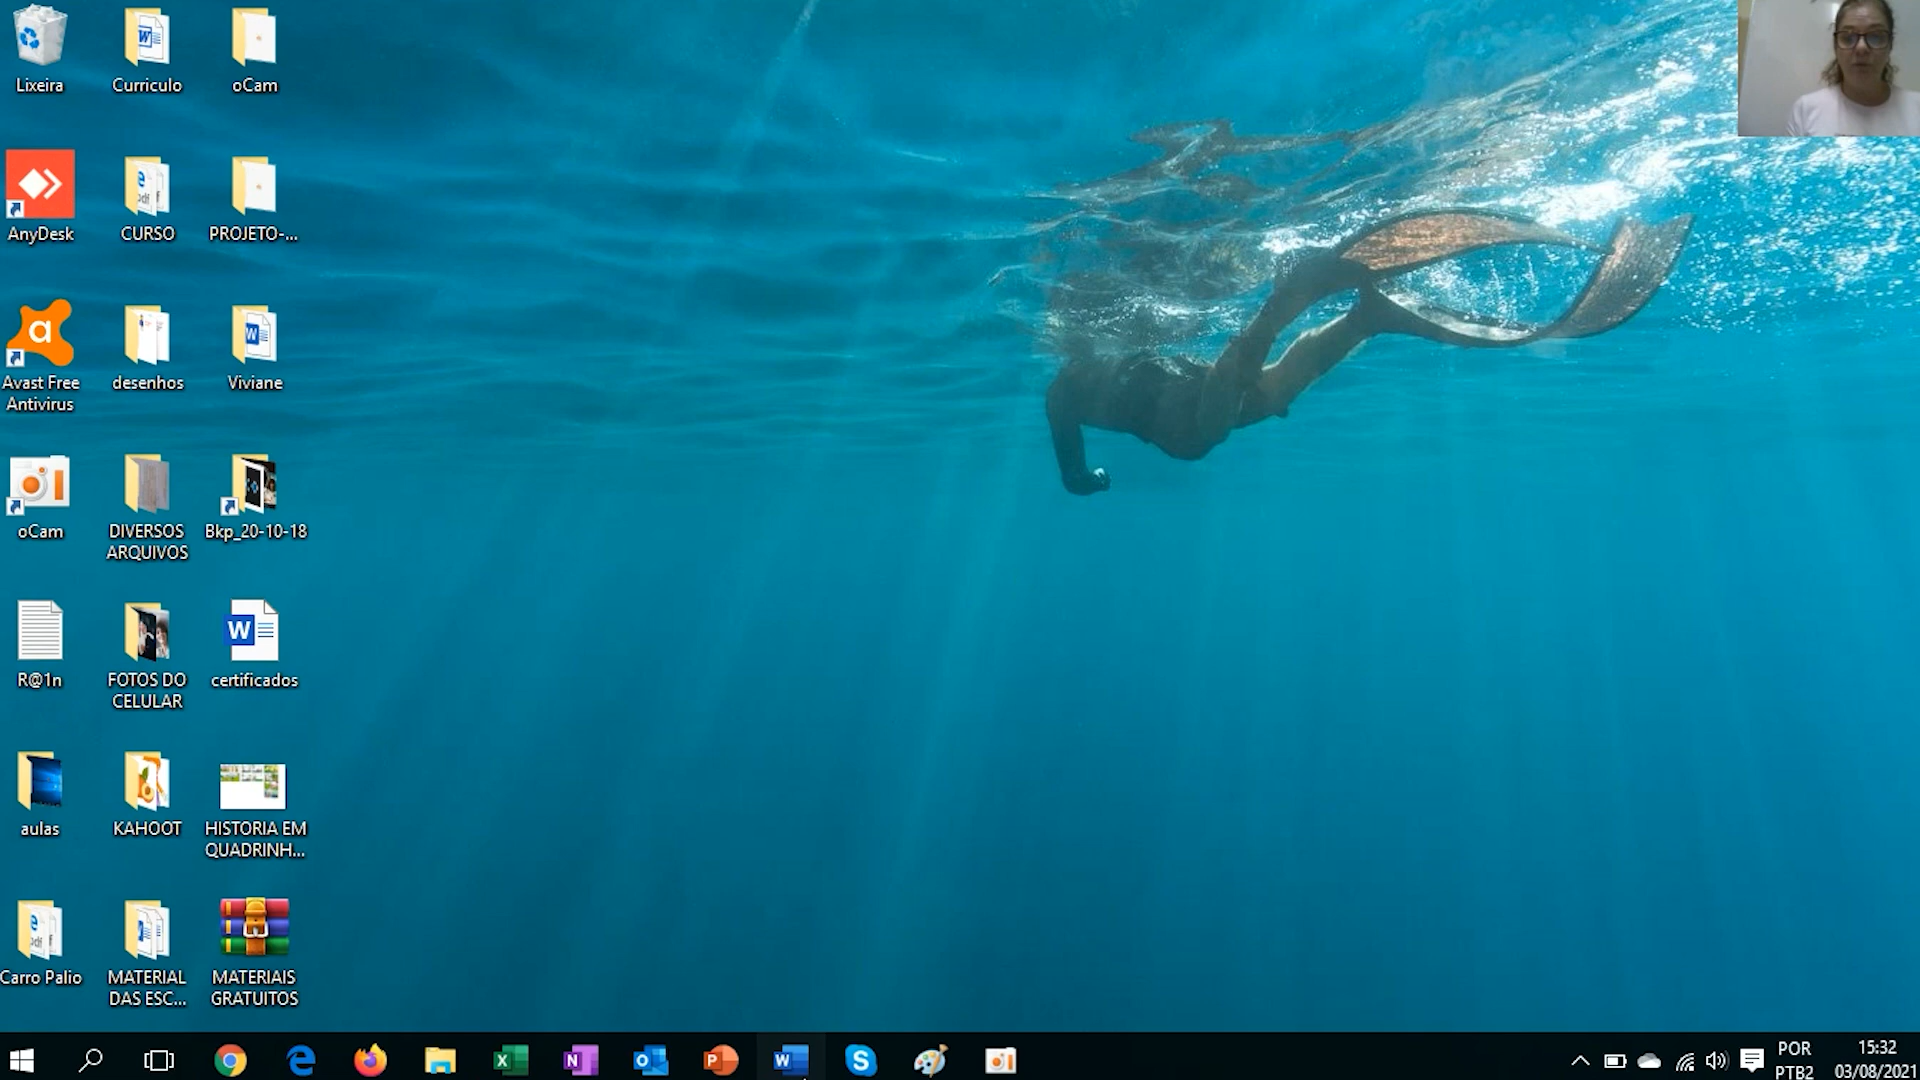 Lixeira
Curriculo
oCam
AnyDesk
CURSO
PROJETO-...
Avast Free
Antivirus
desenhos
Viviane
oCam
DIVERSOS
ARQUIVOS
Bkp_20-10-18
R@1n
FOTOS DO
CELULAR
certificados
aulas
KAHOOT
HISTORIA EM
QUADRINH...
Carro Palio
MATERIAL
DAS ESC...
MATERIAIS
GRATUITOS
POR
PTB2
15:32
03/08/2021